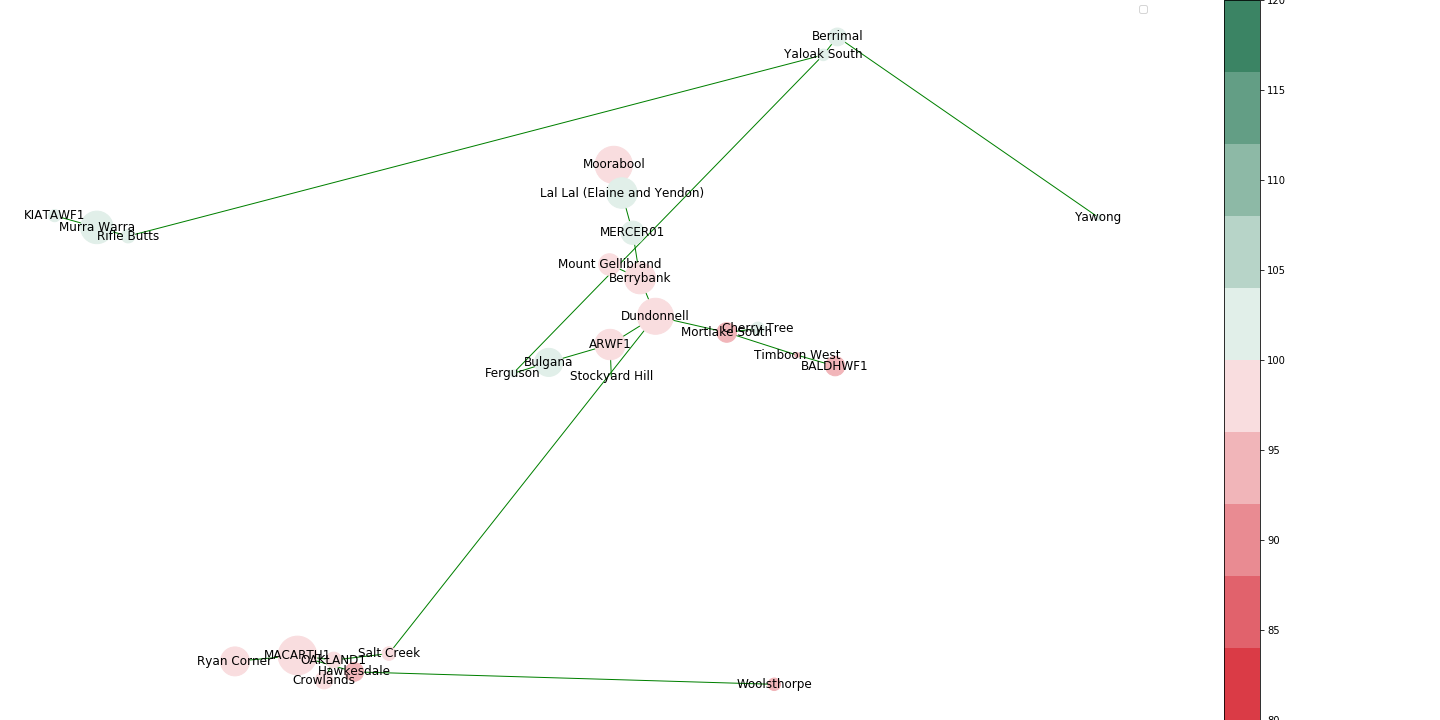 120
Berrimal
Yaloak South
115
Moorabool
110
Lal Lal (Elaine and Yendon)
KIATAWF1
Yawong
Murra Warra
MERCER01
Rifle Butts
Mount Gellibrand
105
Berrybank
Dundonnell
Cherry Tree
Mortlake South
ARWF1
Timboon West
100
Bulgana
BALDHWF1
Ferguson
Stockyard Hill
95
90
85
Salt Creek
MACARTH1
OAKLAND1
Ryan Corner
Hawkesdale
Crowlands
Woolsthorpe
80